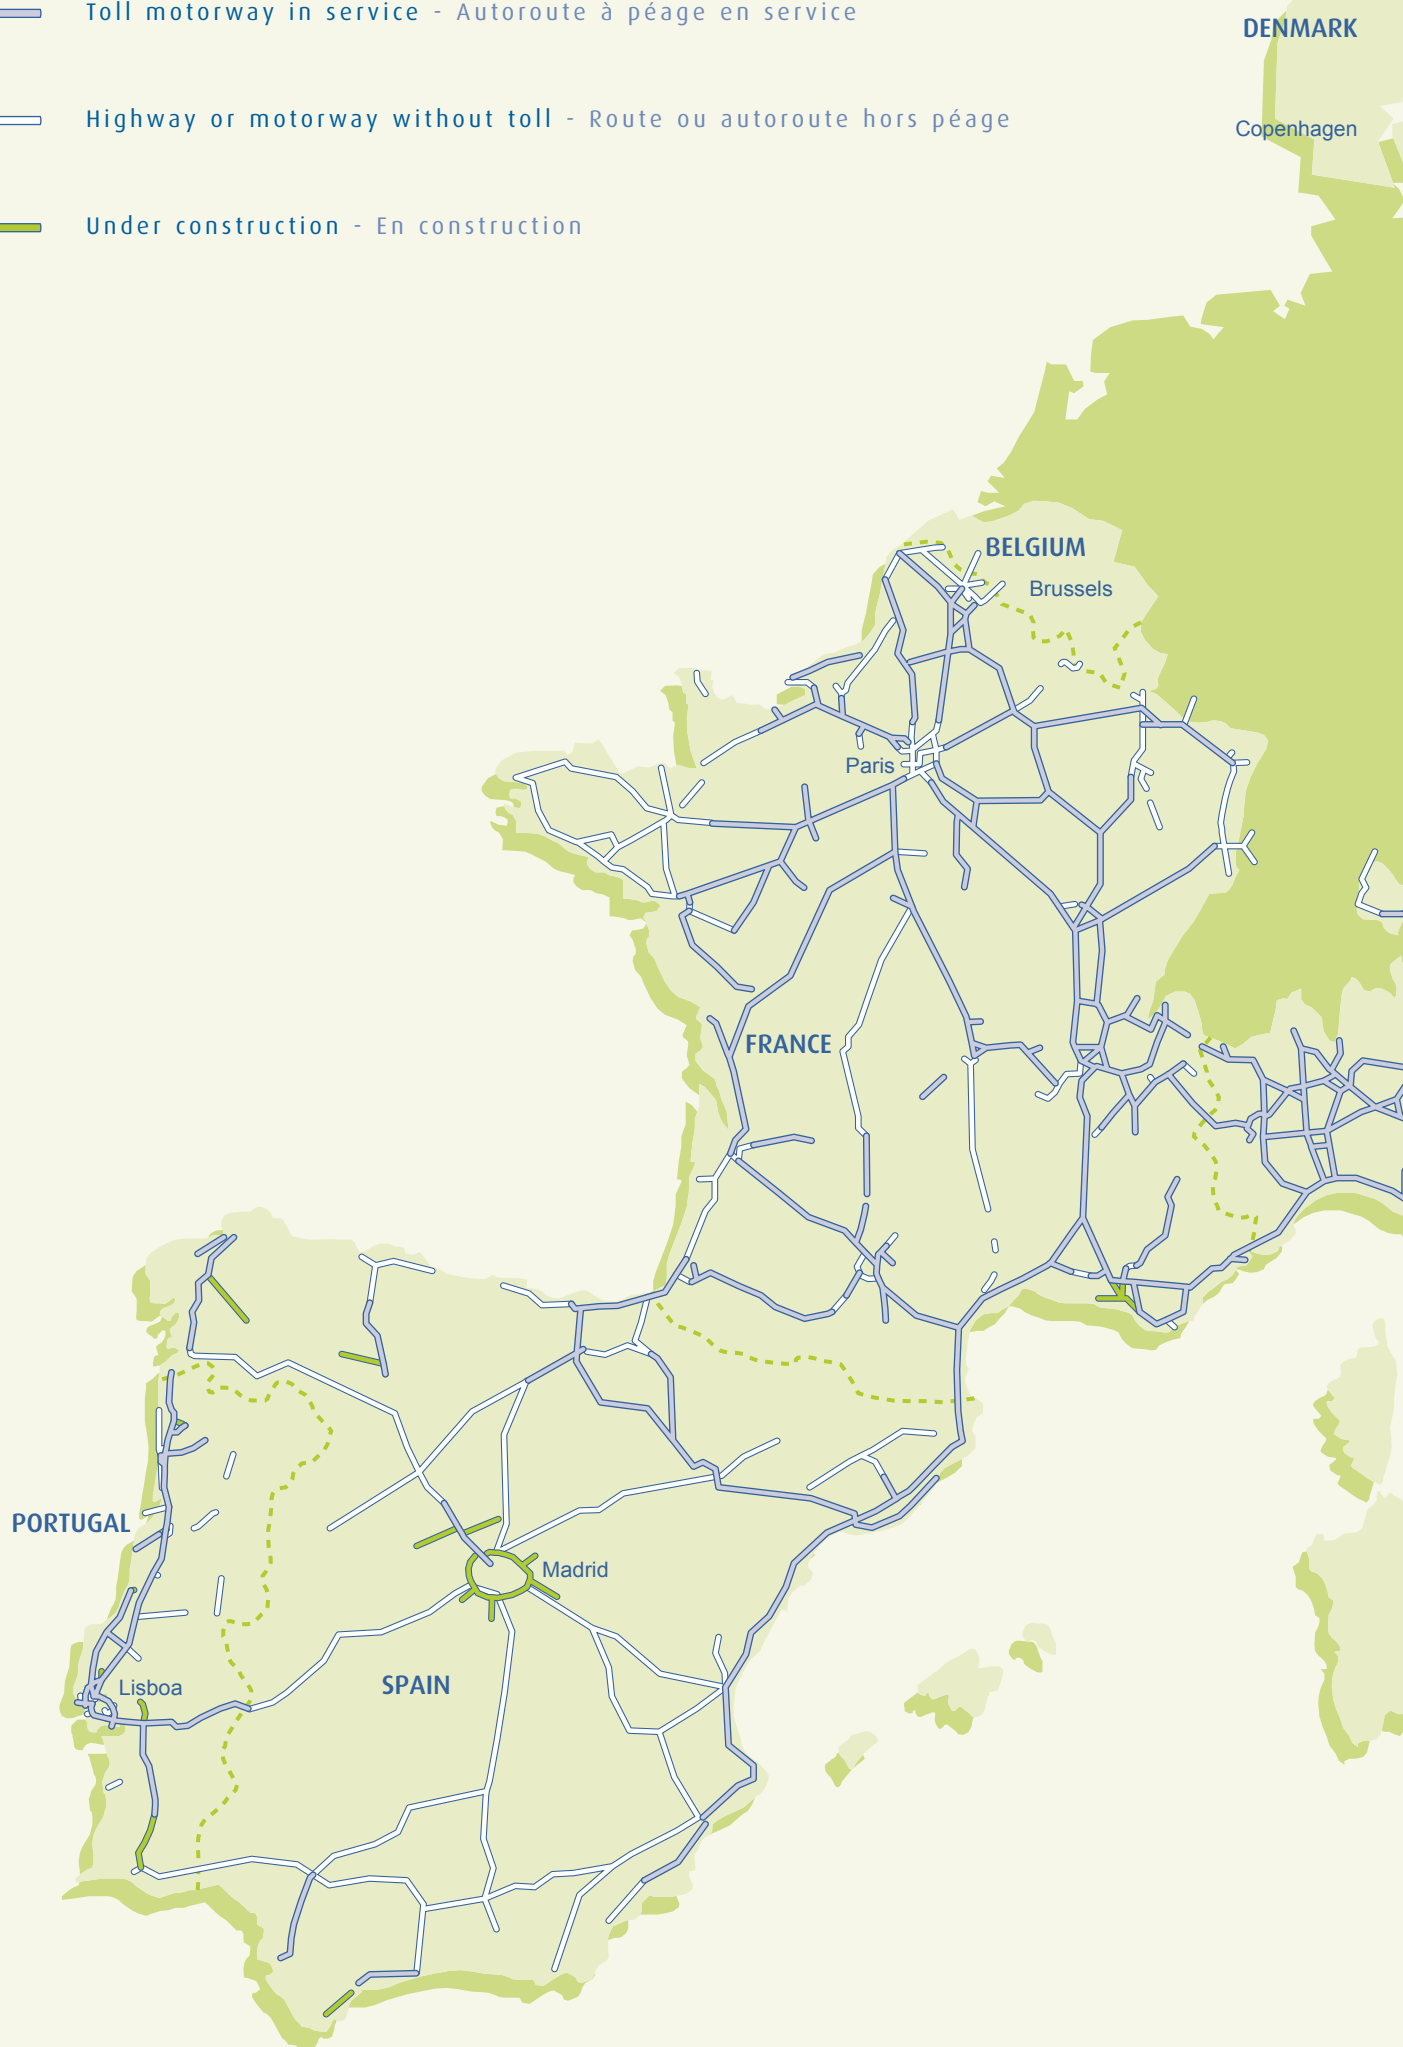 Toll motorway in service - Autoroute à péage en service
DENMARK
Highway or motorway without toll - Route ou autoroute hors péage
Copenhagen
Under construction - En construction
BELGIUM
Brussels
Paris
FRANCE
PORTUGAL
Madrid
SPAIN
Lisboa